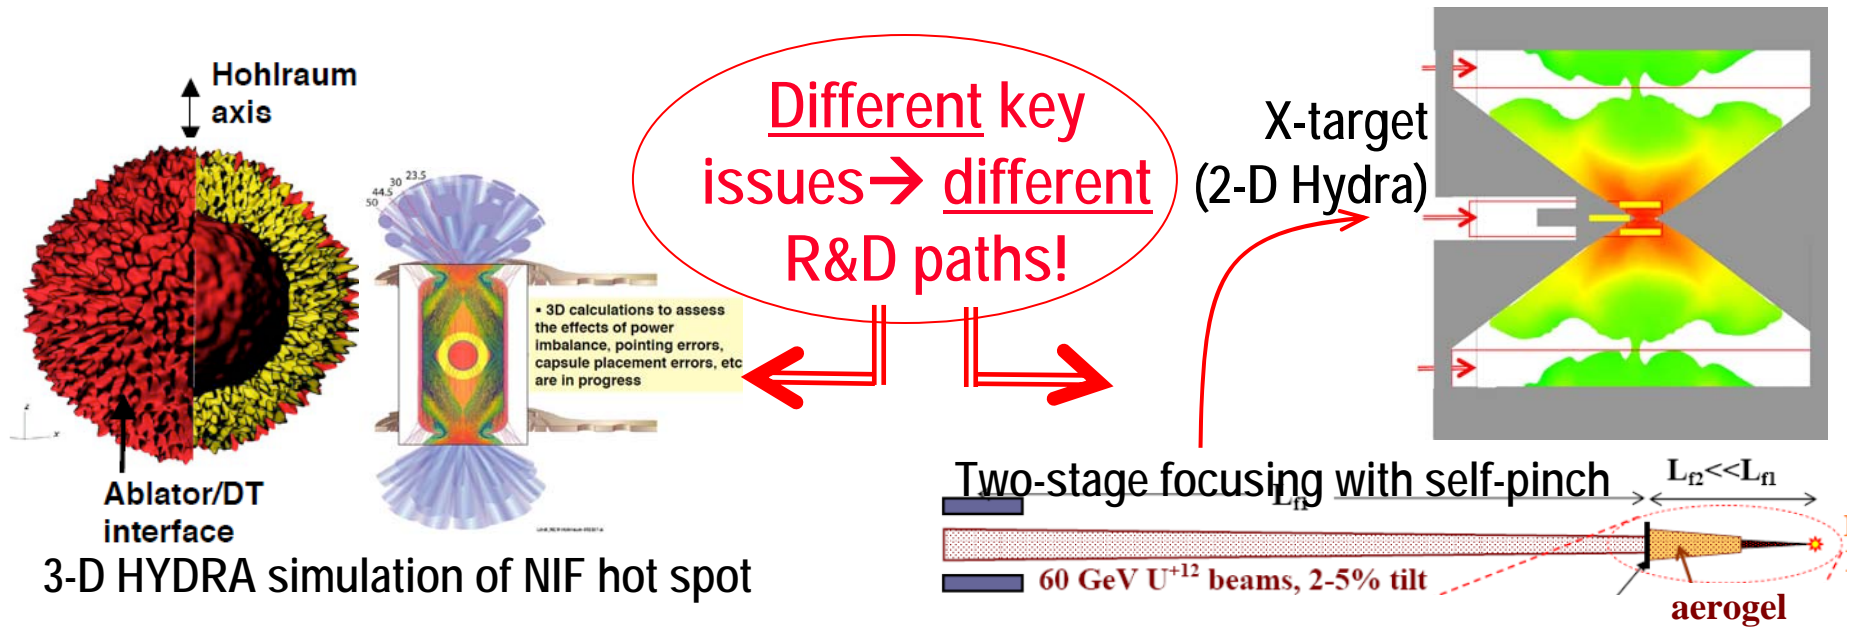 Hohlraum
axis
Ablator/DT
interface
3-D HYDRA simulation of NIF hot spot
z
x
50
44.5
30
23.5
▪ 3D calculations to assess
the effects of power
imbalance, pointing errors,
capsule placement errors, etc
are in progress
Different key
issues→ different
R&D paths!
X-target
(2-D Hydra)
Two-stage focusing with self-pinch
Lf1
Lf2<<Lf1
60 GeV U+12 beams, 2-5% tilt
aerogel